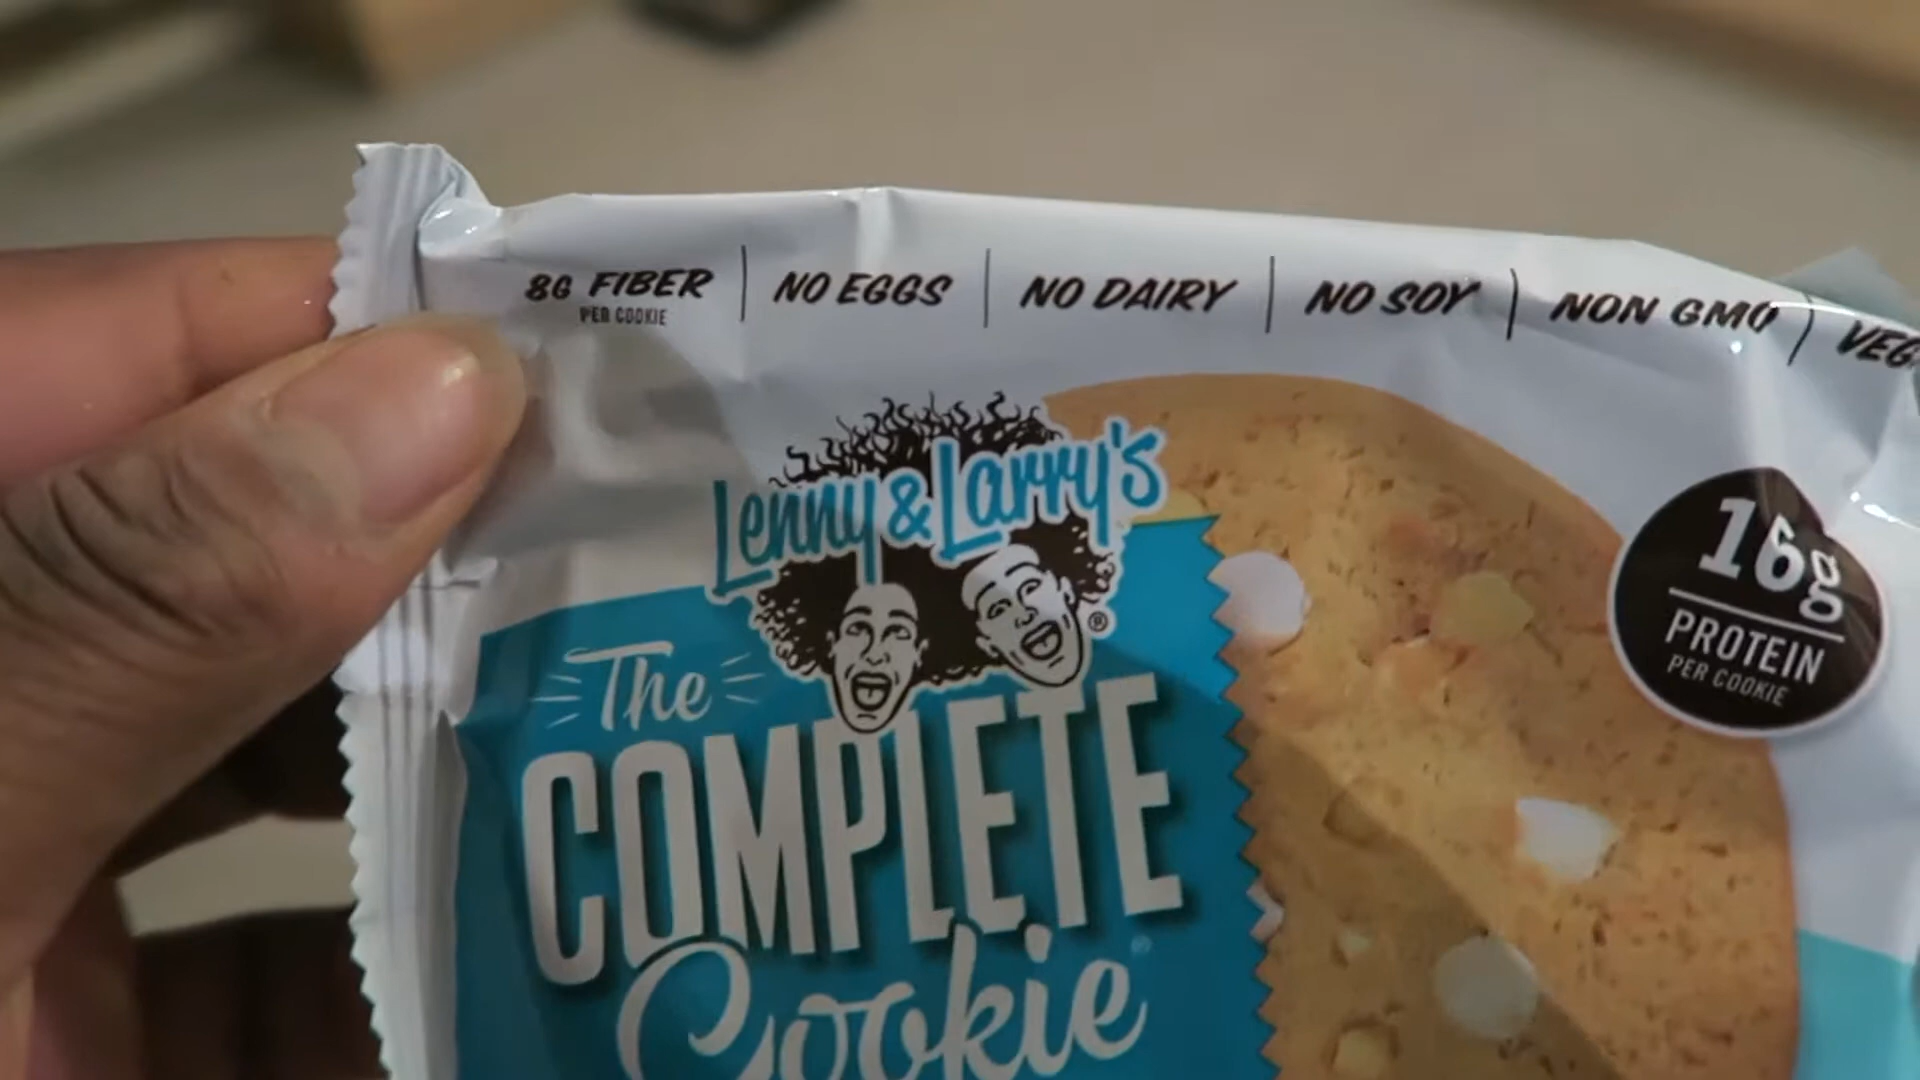 8G FIBER
PER COOKIE
NO EGGS
NO DAIRY
NO SOY
NON GMO
VEG
Lenny & Larry's
®
The
COMPLETE
Cookie
16g
PROTEIN
PER COOKIE